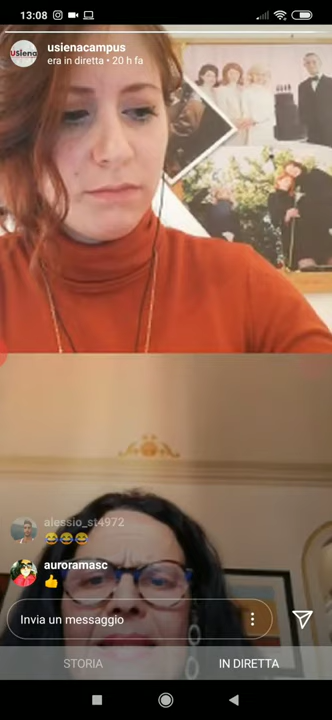 13:08
USiena
usienacampus
era in diretta • 20 h fa
alessio_st4972
😂😂😂
auroramasc
👍
Invia un messaggio
STORIA
IN DIRETTA